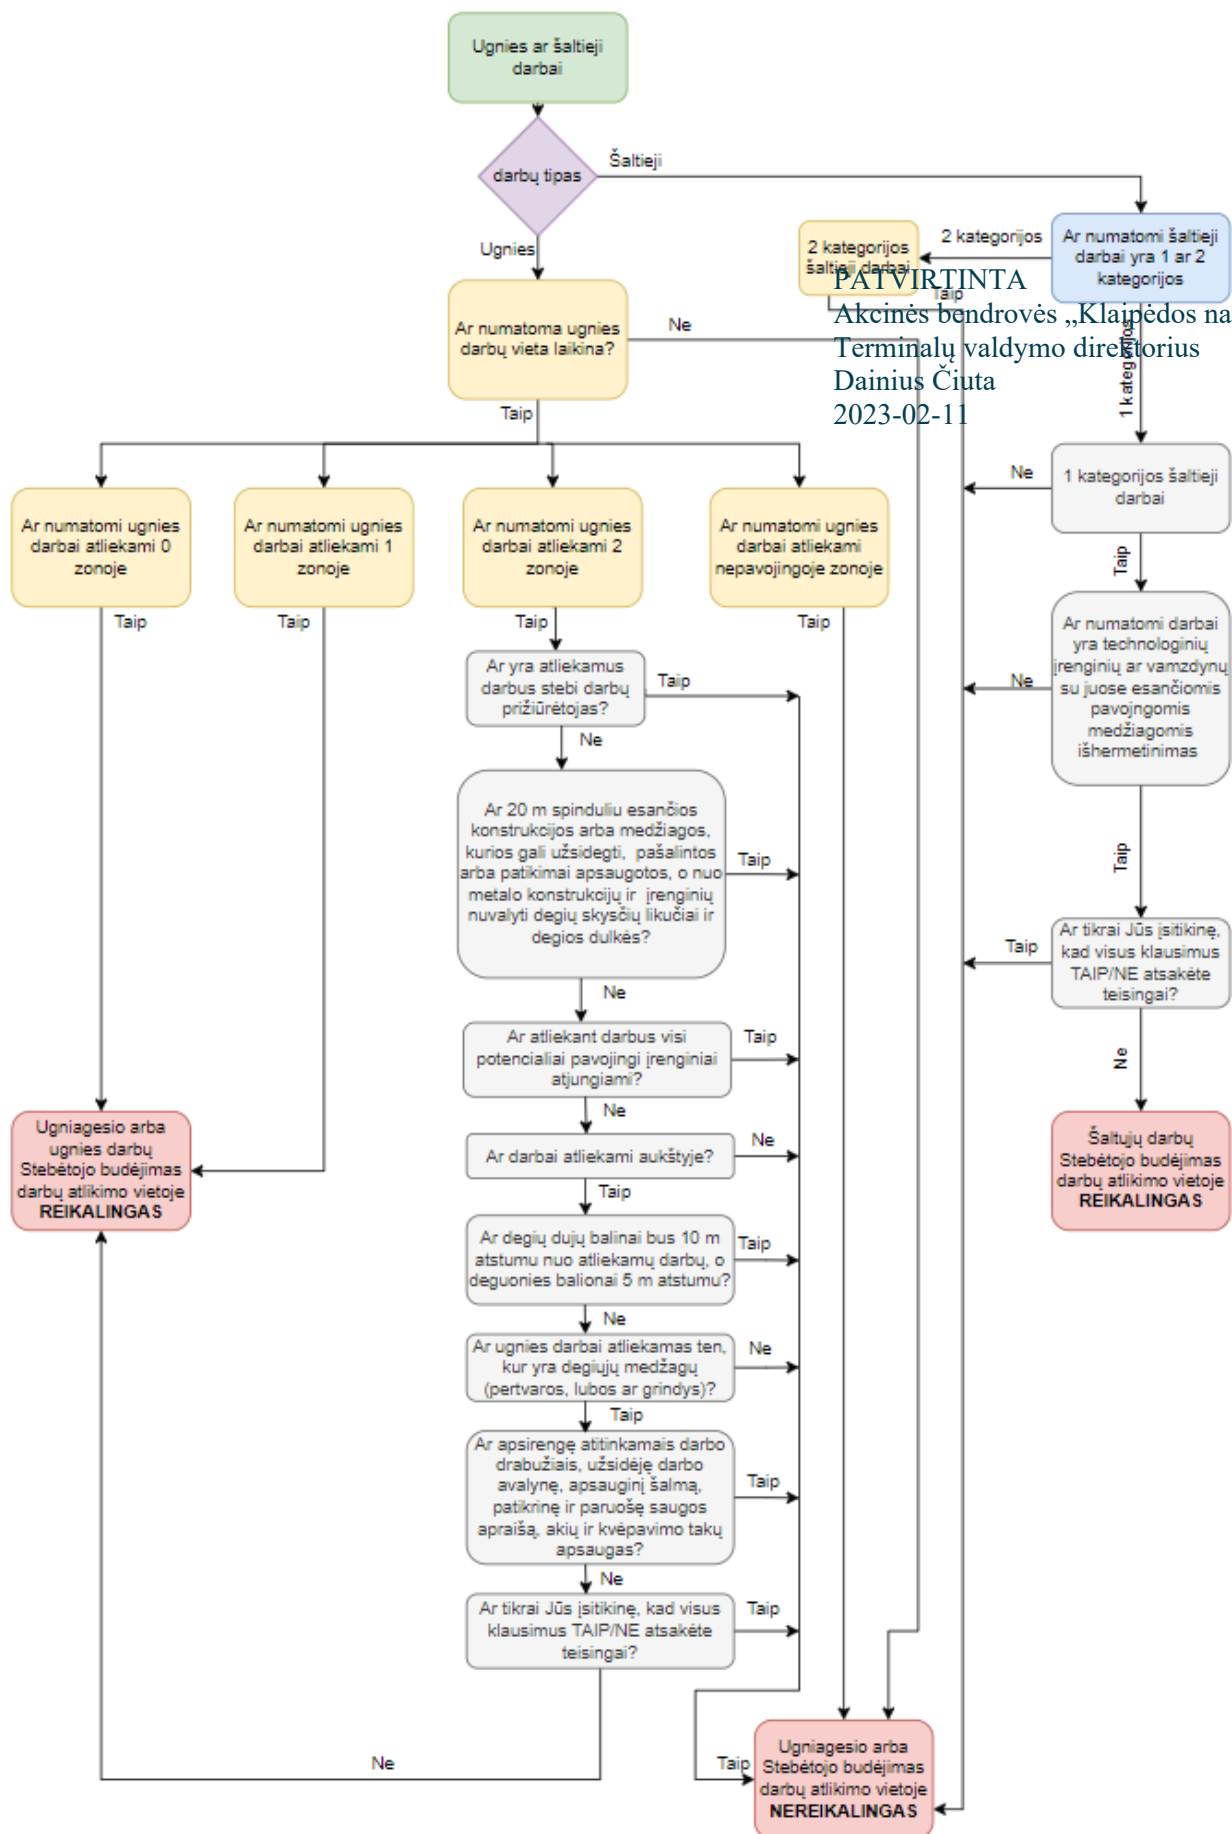 Ugnies ar šaltieji
darbai
darbų tipas
Šaltieji
Ugnies
2 kategorijos
šaltieji darbai
2 kategorijos
Ar numatomi šaltieji
darbai yra 1 ar 2
kategorijos
Taip
1 kategorijos
PATVIRTINTA
Akcinės bendrovės „Klaipėdos na
Terminalų valdymo direktorius
Dainius Čiuta
2023-02-11
Ar numatoma ugnies
darbų vieta laikina?
Ne
Taip
Ar numatomi ugnies
darbai atliekami 0
zonoje
Ar numatomi ugnies
darbai atliekami 1
zonoje
Ar numatomi ugnies
darbai atliekami 2
zonoje
Ar numatomi ugnies
darbai atliekami
nepavojingoje zonoje
Ne
1 kategorijos šaltieji
darbai
Taip
Taip
Taip
Taip
Taip
Ar numatomi darbai
yra technologinių
įrenginių ar vamzdynų
su juose esančiomis
pavojngomis
medžiagomis
išhermetinimas
Ne
Taip
Ar yra atliekamus
darbus stebi darbų
prižiūrėtojas?
Taip
Ne
Ar 20 m spinduliu esančios
konstrukcijos arba medžiagos,
kurios gali užsidegti, pašalintos
arba patikimai apsaugotos, o nuo
metalo konstrukcijų ir įrenginių
nuvalyti degių skysčių likučiai ir
degios dulkės?
Taip
Ne
Ar tikrai Jūs įsitikinę,
kad visus klausimus
TAIP/NE atsakėte
teisingai?
Taip
Ne
Ar atliekant darbus visi
potencialiai pavojingi įrenginiai
atjungiami?
Taip
Ne
Ugniagesio arba
ugnies darbų
Stebėtojo budėjimas
darbų atlikimo vietoje
REIKALINGAS
Ar darbai atliekami aukštyje?
Ne
Taip
Šaltųjų darbų
Stebėtojo budėjimas
darbų atlikimo vietoje
REIKALINGAS
Ar degių dujų balinai bus 10 m
atstumu nuo atliekamų darbų, o
deguonies balionai 5 m atstumu?
Taip
Ne
Ar ugnies darbai atliekamas ten,
kur yra degiųjų medžagų
(pertvaros, lubos ar grindys)?
Ne
Taip
Ar apsirengę atitinkamais darbo
drabužiais, užsidėję darbo
avalynę, apsauginį šalmą,
patikrinę ir paruošę saugos
apraišą, akių ir kvėpavimo takų
apsaugas?
Taip
Ne
Ar tikrai Jūs įsitikinę, kad visus
klausimus TAIP/NE atsakėte
teisingai?
Taip
Ne
Taip
Ugniagesio arba
Stebėtojo budėjimas
darbų atlikimo vietoje
NEREIKALINGAS